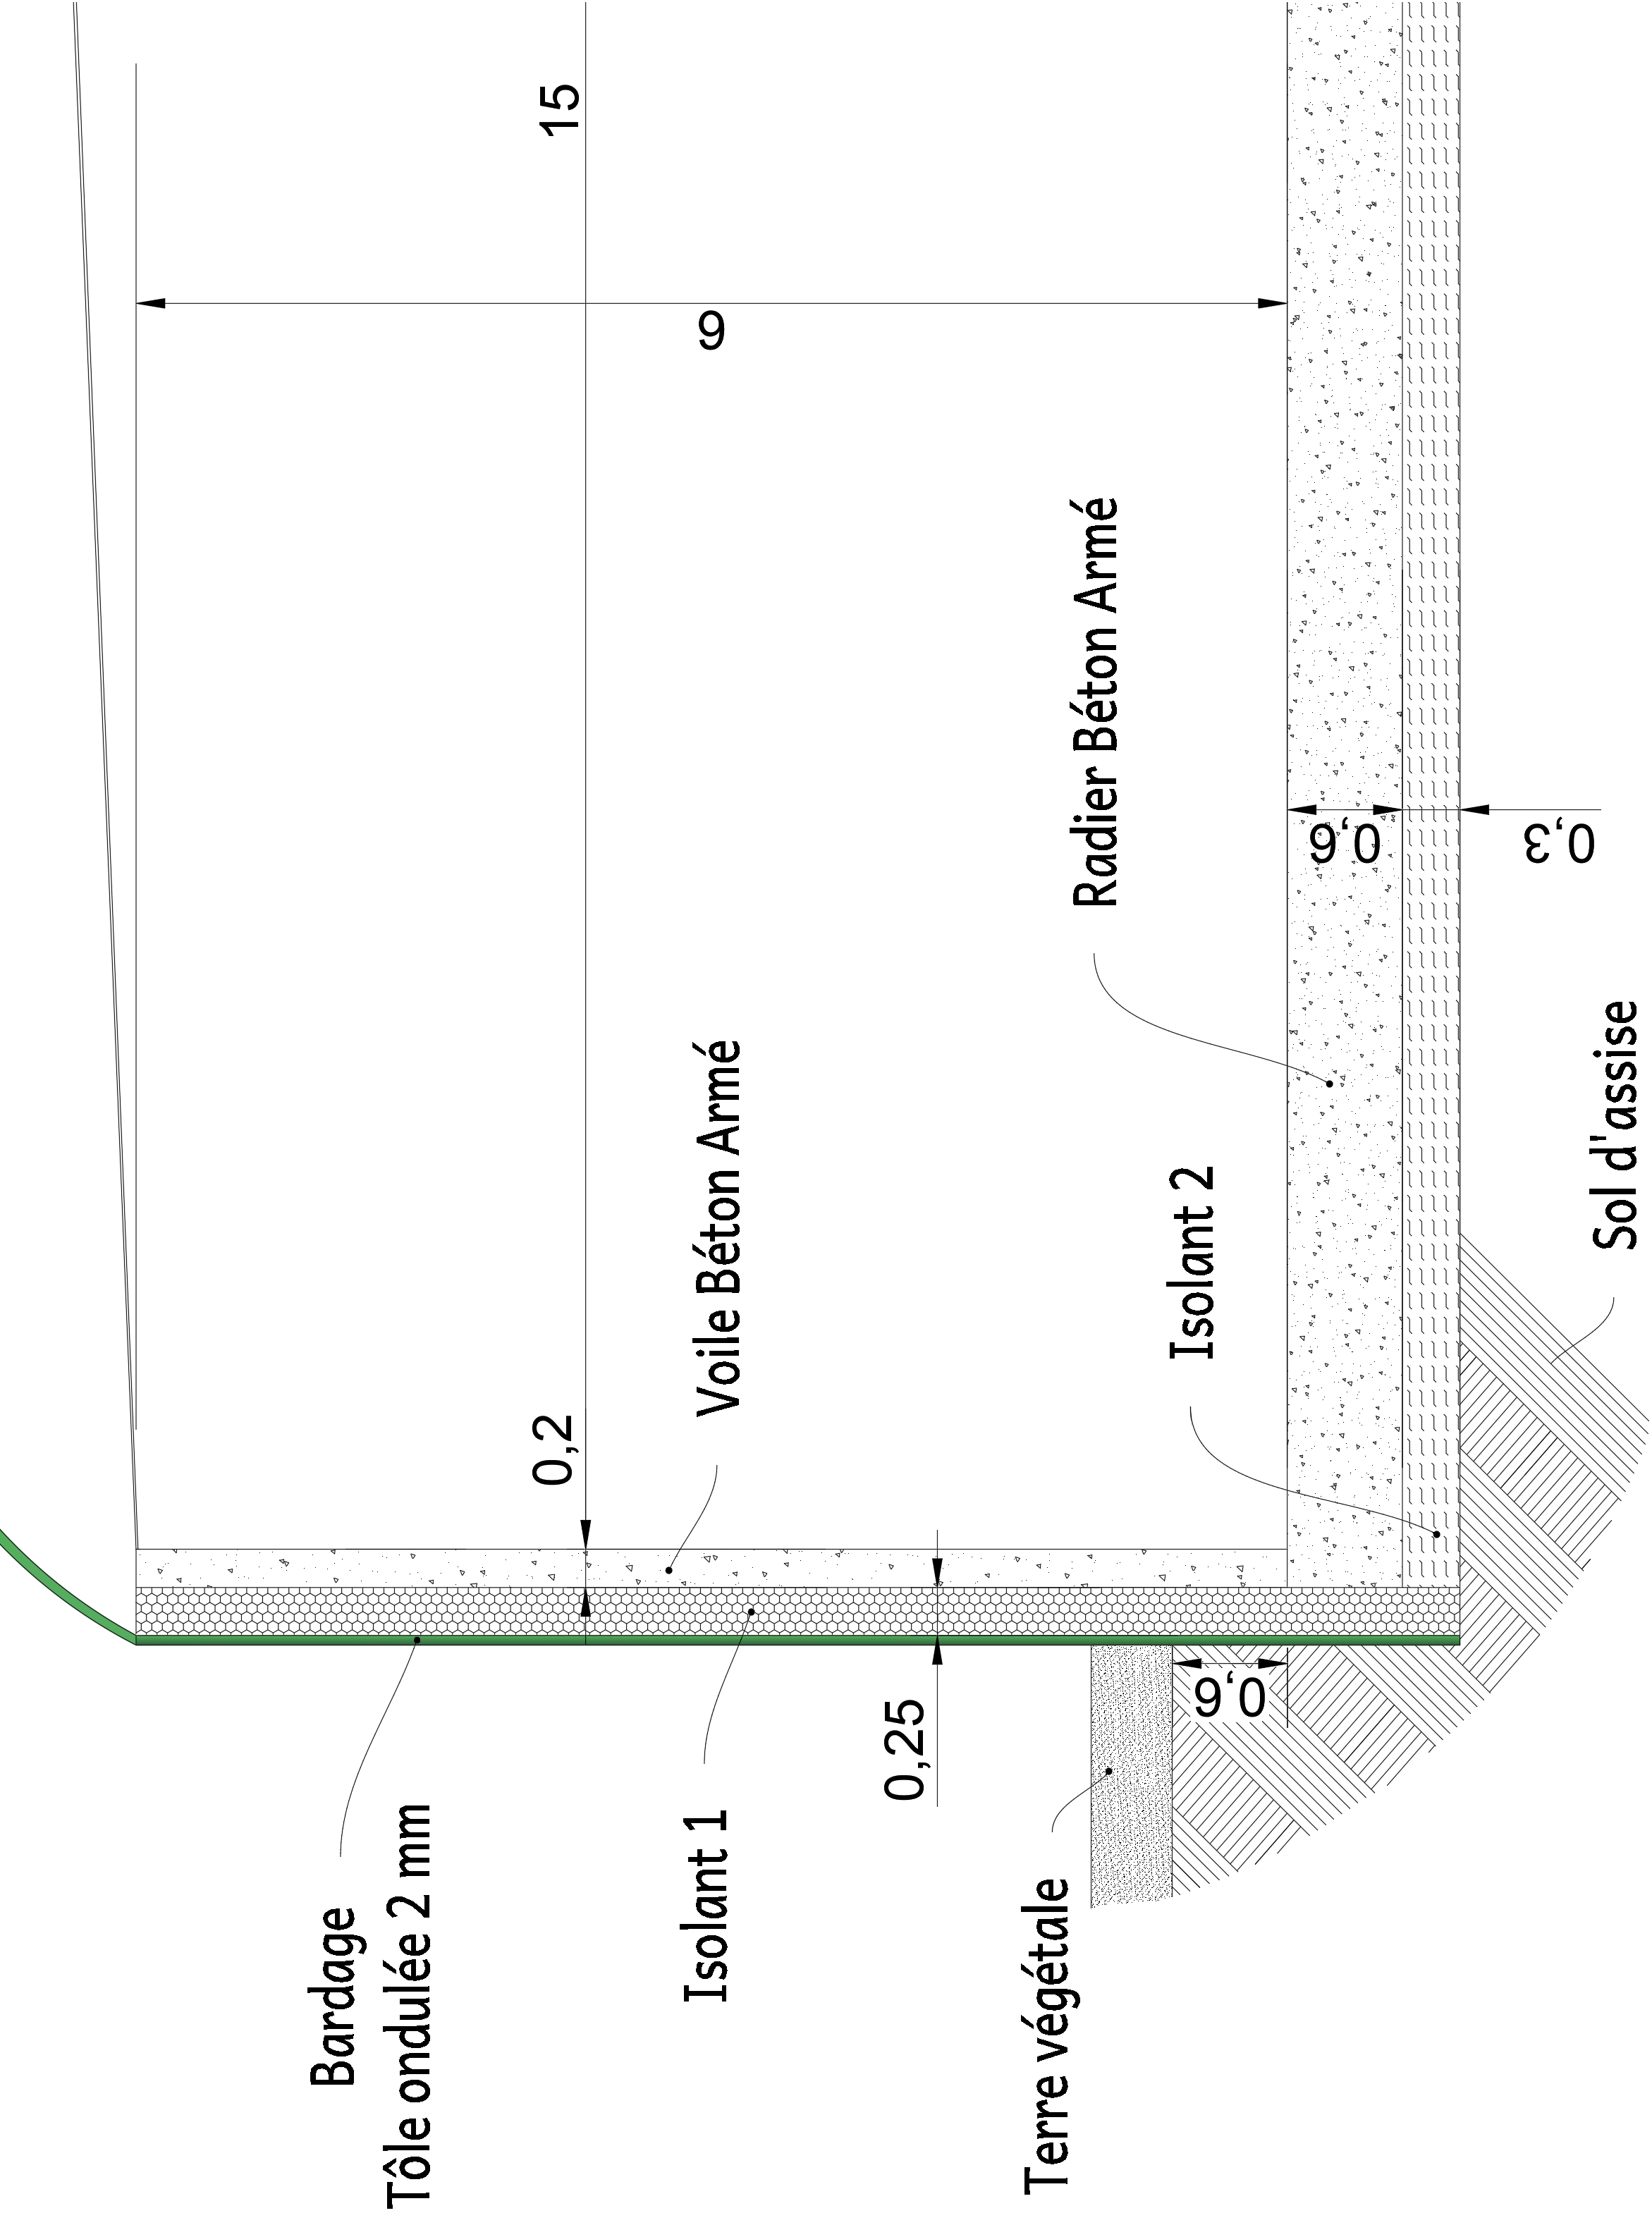 15
6
Radier Béton Armé
0,6
0,3
Voile Béton Armé
0,2
Isolant 2
Sol d'assise
0,6
0,25
Bardage
Tôle ondulée 2 mm
Isolant 1
Terre végétale